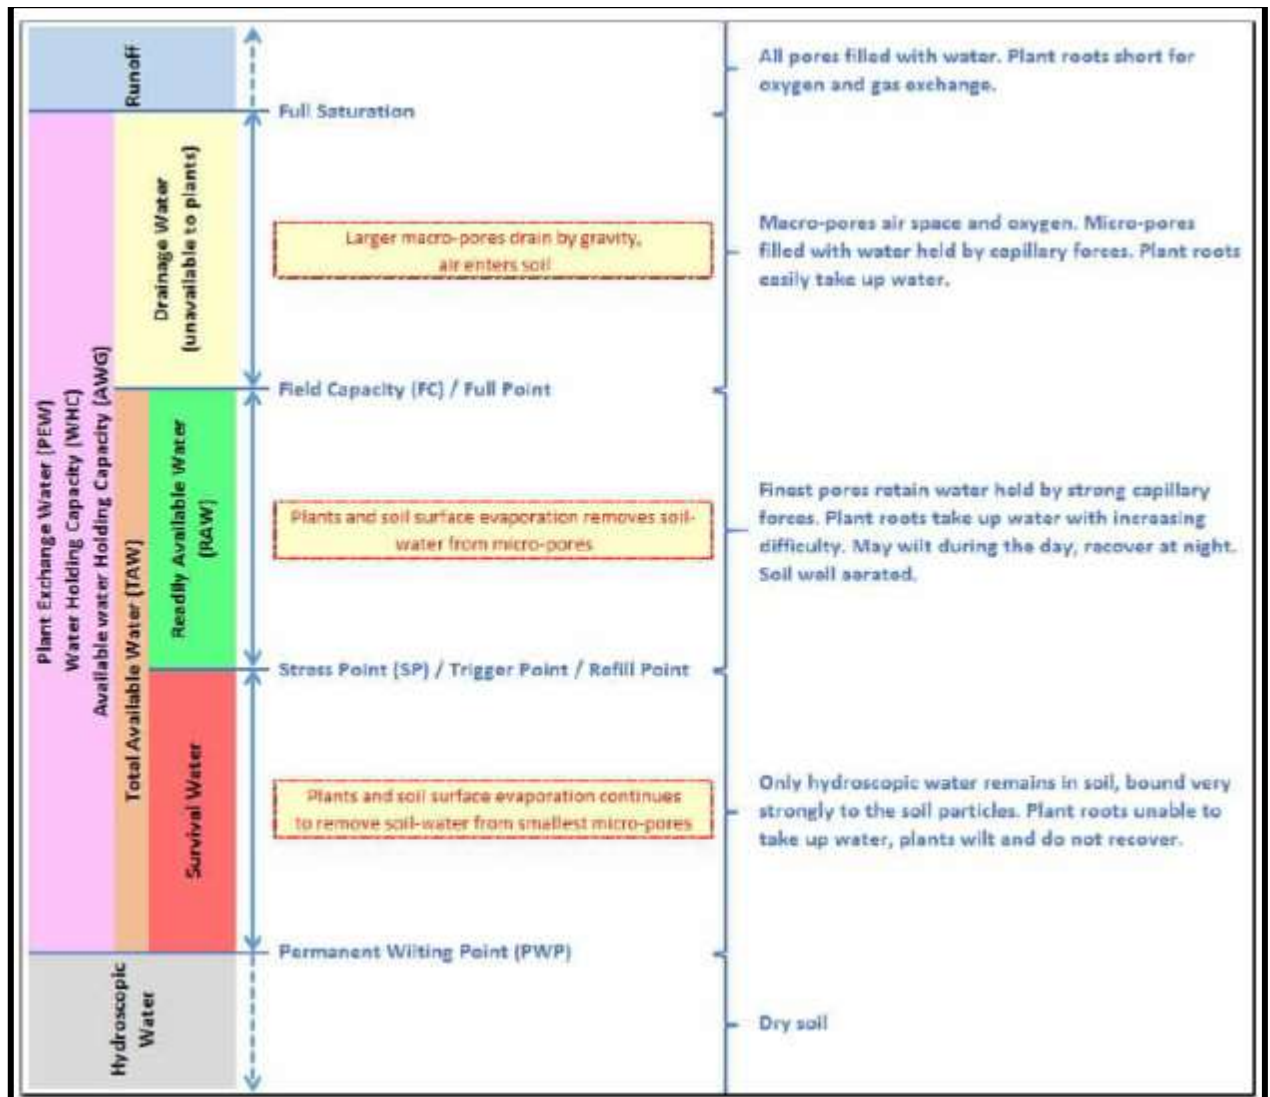 Runoff
Full Saturation
All pores filled with water. Plant roots short for
oxygen and gas exchange.
Plant Exchange Water (PEW)
Water Holding Capacity (WHC)
Available water Holding Capacity (AWG)
Drainage Water
(unavailable to plants)
Larger macro-pores drain by gravity,
air enters soil
Macro-pores air space and oxygen. Micro-pores
filled with water held by capillary forces. Plant roots
easily take up water.
Field Capacity (FC) / Full Point
Total Available Water (TAW)
Readily Available Water
(RAW)
Plants and soil surface evaporation removes soil-
water from micro-pores
Finest pores retain water held by strong capillary
forces. Plant roots take up water with increasing
difficulty. May wilt during the day, recover at night.
Soil well aerated.
Stress Point (SP) / Trigger Point / Refill Point
Survival Water
Plants and soil surface evaporation continues
to remove soil-water from smallest micro-pores
Only hydroscopic water remains in soil, bound very
strongly to the soil particles. Plant roots unable to
take up water, plants wilt and do not recover.
Permanent Wilting Point (PWP)
Hydroscopic
Water
Dry soil